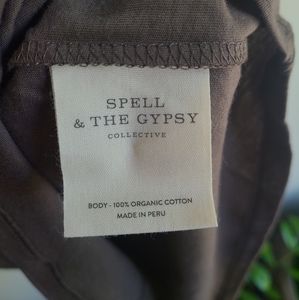 SPELL
& THE GYPSY
COLLECTIVE
BODY - 100% ORGANIC COTTON
MADE IN PERU